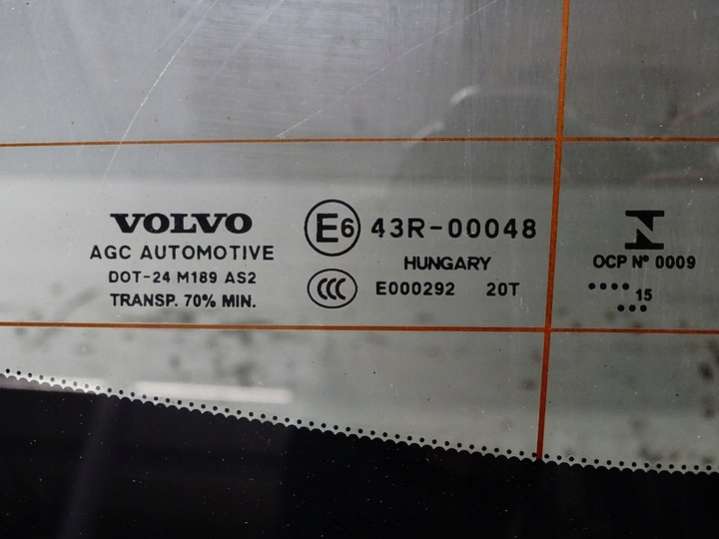 VOLVO
AGC AUTOMOTIVE
DOT-24 M189 AS2
TRANSP. 70% MIN.
E6 43R-00048
HUNGARY
CCC E000292 20T
N
OCP Nº 0009
•••• 15
•••